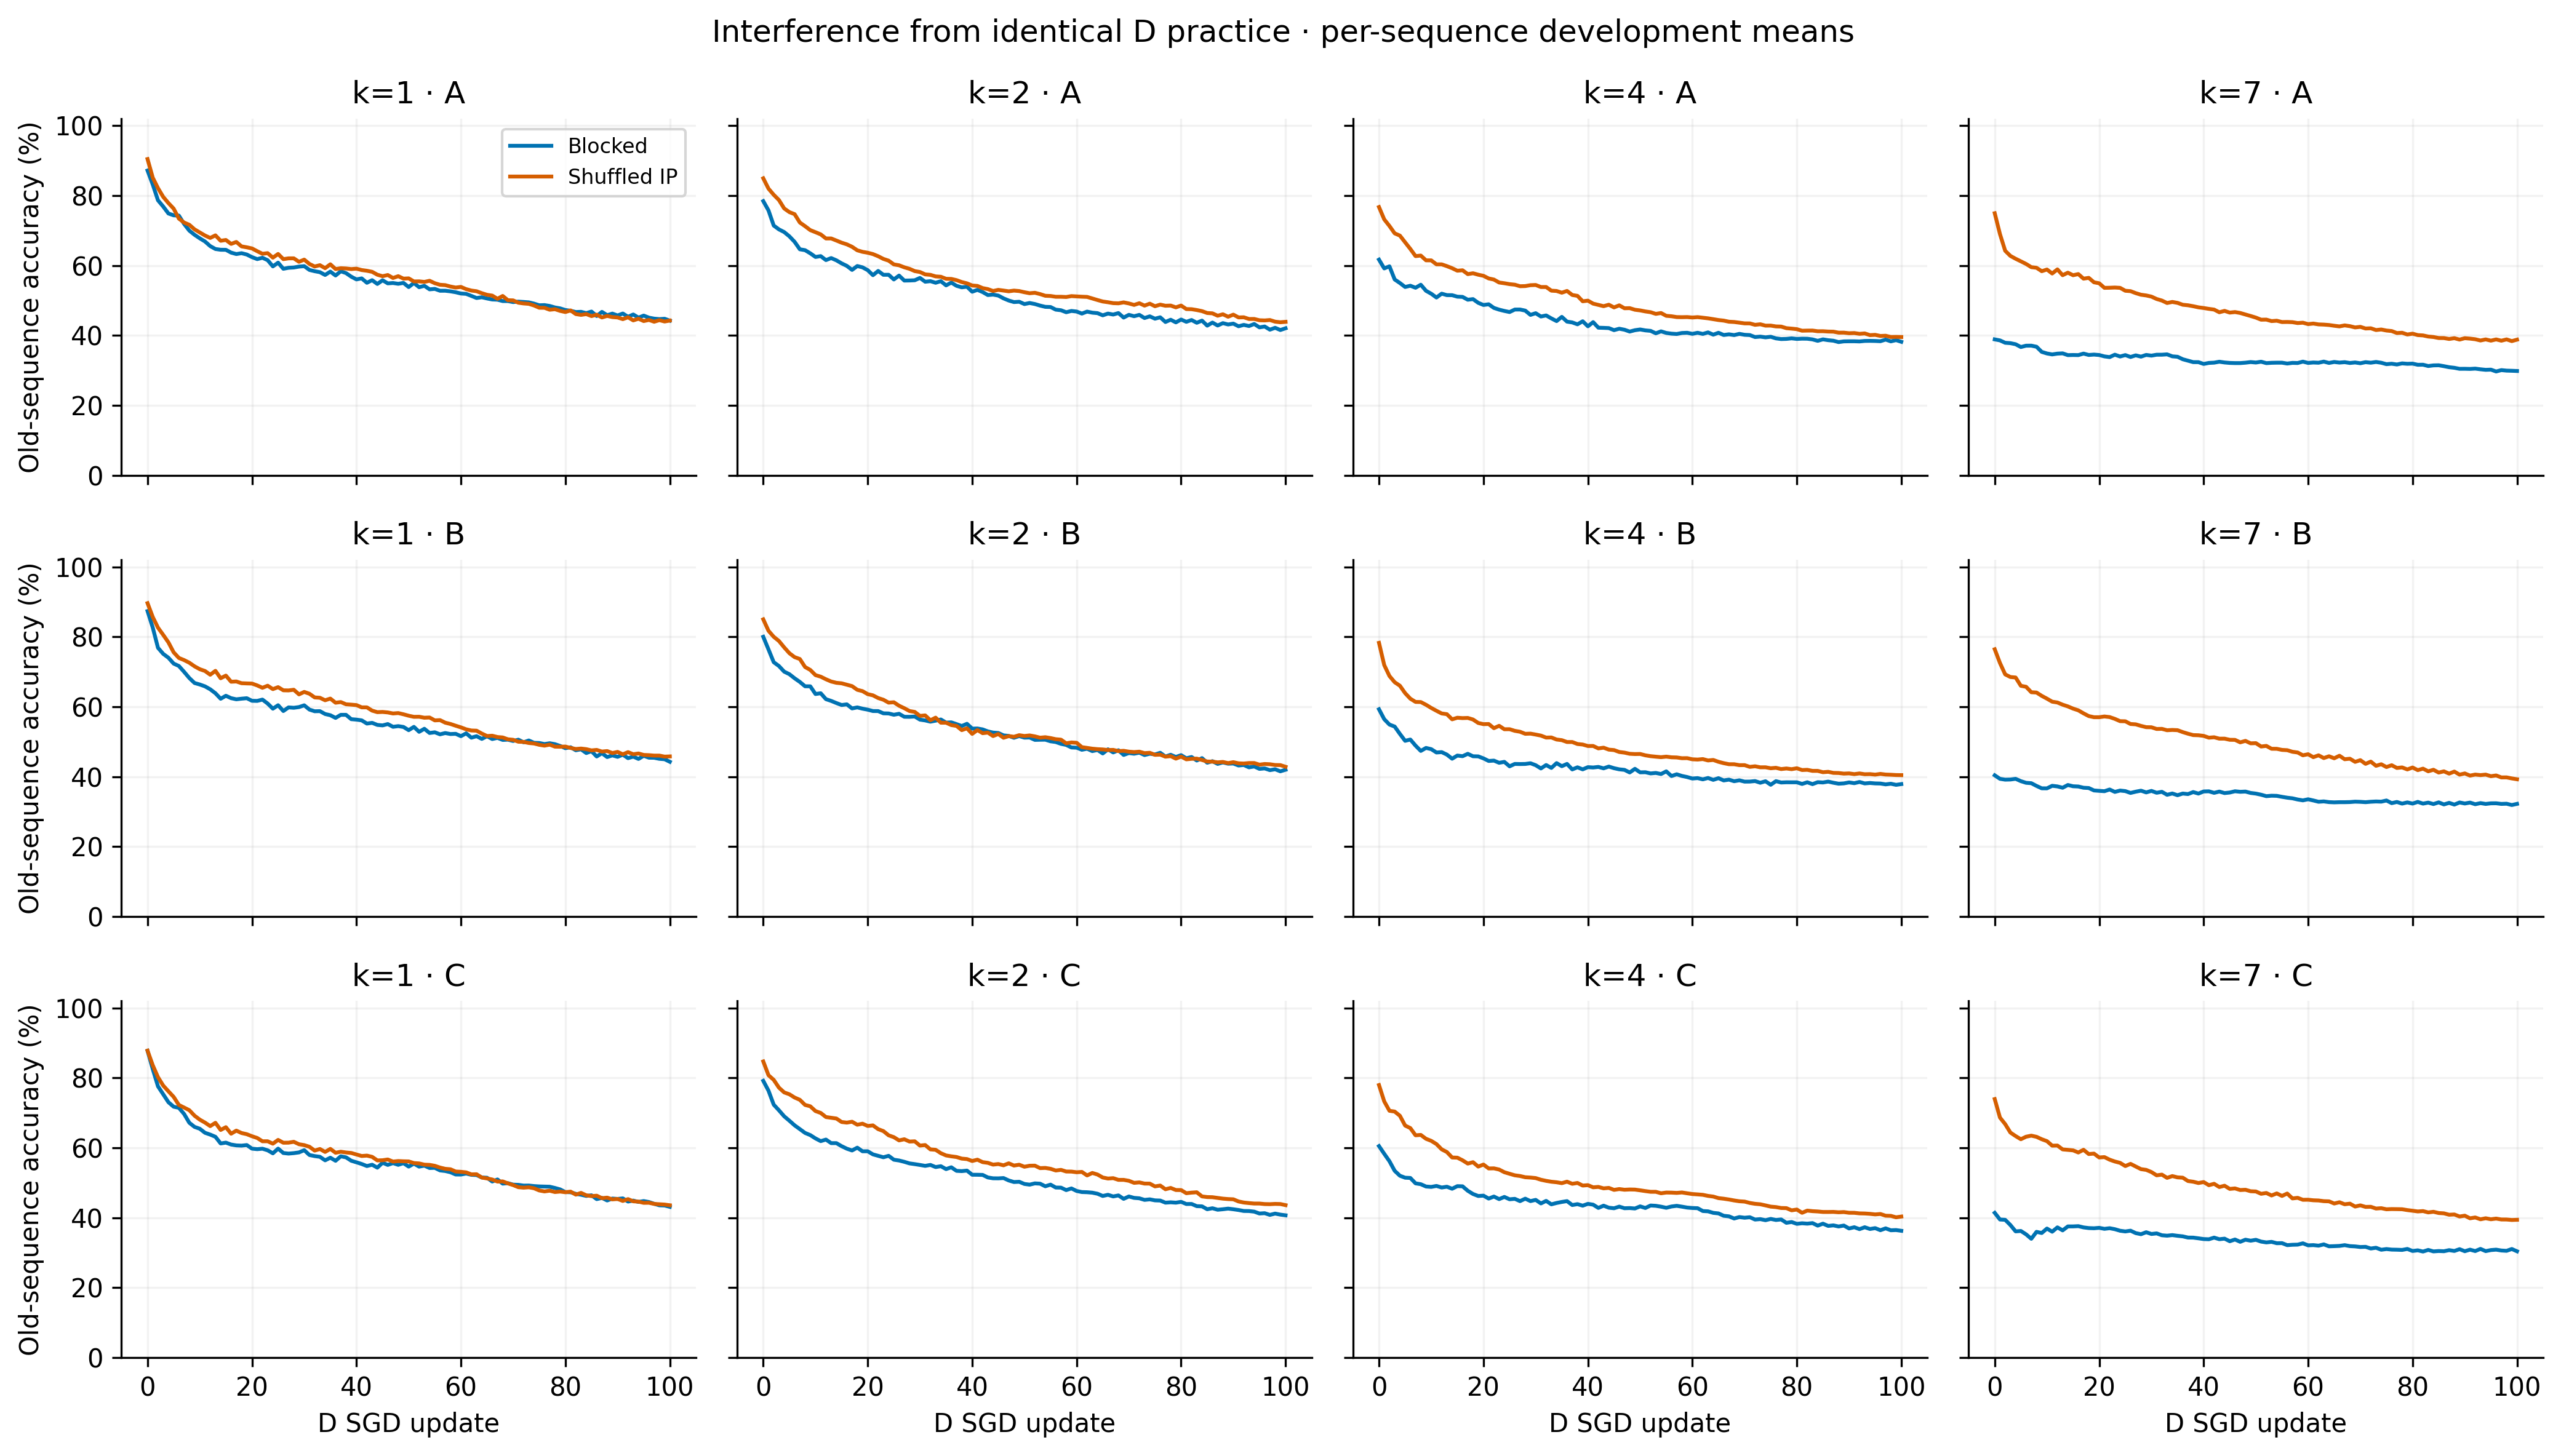 Interference from identical D practice · per-sequence development means
k=1 · A
k=2 · A
k=4 · A
k=7 · A
Old-sequence accuracy (%)
100
80
60
40
20
0
Blocked
Shuffled IP
k=1 · B
k=2 · B
k=4 · B
k=7 · B
Old-sequence accuracy (%)
100
80
60
40
20
0
k=1 · C
k=2 · C
k=4 · C
k=7 · C
Old-sequence accuracy (%)
100
80
60
40
20
0
0 20 40 60 80 100
0 20 40 60 80 100
0 20 40 60 80 100
0 20 40 60 80 100
D SGD update
D SGD update
D SGD update
D SGD update